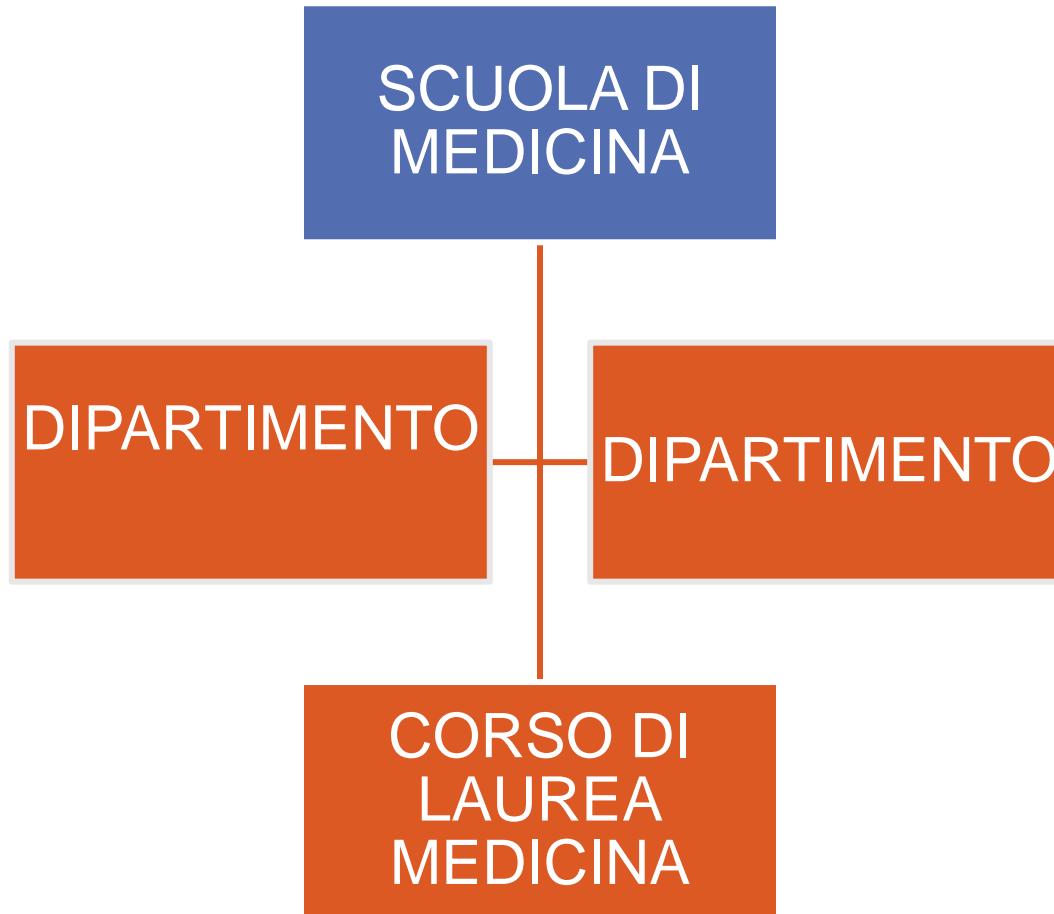 SCUOLA DI
MEDICINA
DIPARTIMENTO
DIPARTIMENTO
CORSO DI
LAUREA
MEDICINA